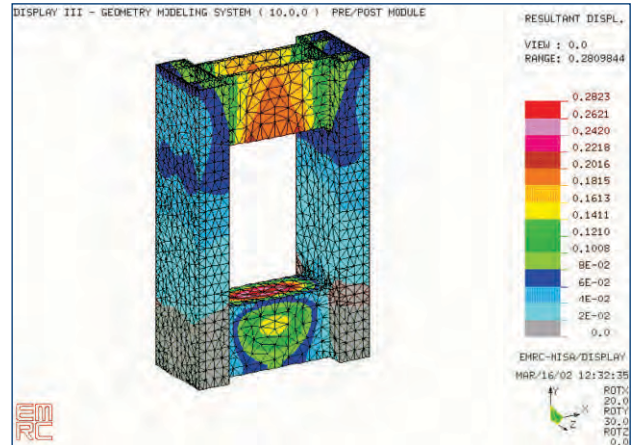 DISPLAY III - GEOMETRY MODELING SYSTEM ( 10.0.0 ) PRE/POST MODULE
RESULTANT DISPL.
VIEW : 0.0
RANGE: 0.2809844
0.2823
0.2621
0.2420
0.2218
0.2016
0.1815
0.1613
0.1411
0.1210
0.1008
8E-02
6E-02
4E-02
2E-02
0.0
EMRC-NISA/DISPLAY
MAR/16/02 12:32:35
Y
X
Z
ROTX
20.0
ROTY
30.0
ROTZ
0.0
EM
RC